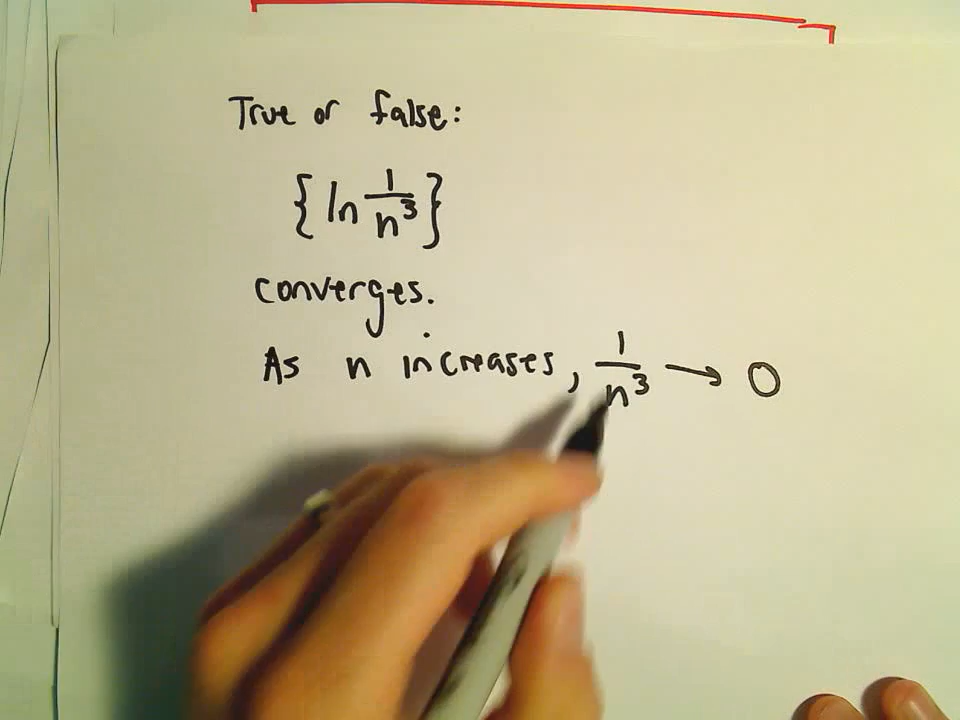 True or false:
{ln 1/n³}
converges.
As n increases, 1/n³ → 0